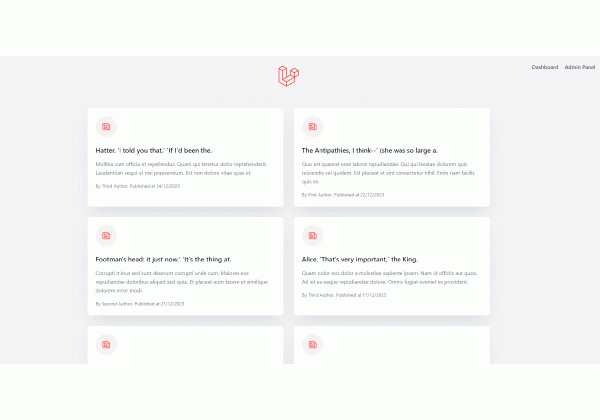 Dashboard Admin Panel
Hatter. 'I told you that.' 'If I'd been the.
Mollitia cum officia et repellendus. Quam qui tenetur dolor reprehenderit.
Laudantium sequi ut nisi praesentium. Est non dolore vitae quas et.
By Third Author. Published at 24/12/2023
The Antipathies, I think--' (she was so large a.
Quo est quaerat esse labore repudiandae. Qui qui beatae dolorem quis
reiciendis vel quidem. Est placeat et sint consectetur nihil. Enim nam facilis
quis ex.
By First Author. Published at 22/12/2023
Footman's head: it just now.' 'It's the thing at.
Corrupti minus sed sunt deserunt corrupti unde cum. Maiores eos
repudiandae doloribus aliquid sed quia. Et placeat eum facere et similique
dolorem error modi.
By Second Author. Published at 21/12/2023
Alice. 'That's very important,' the King.
Quam color eos dolor a molestiae sapiente ipsam. Nam id officiis aut quos.
Ad sit ea eaque repudiandae dolore. Omnis fugiat eveniet ex provident.
By Third Author. Published at 17/12/2023